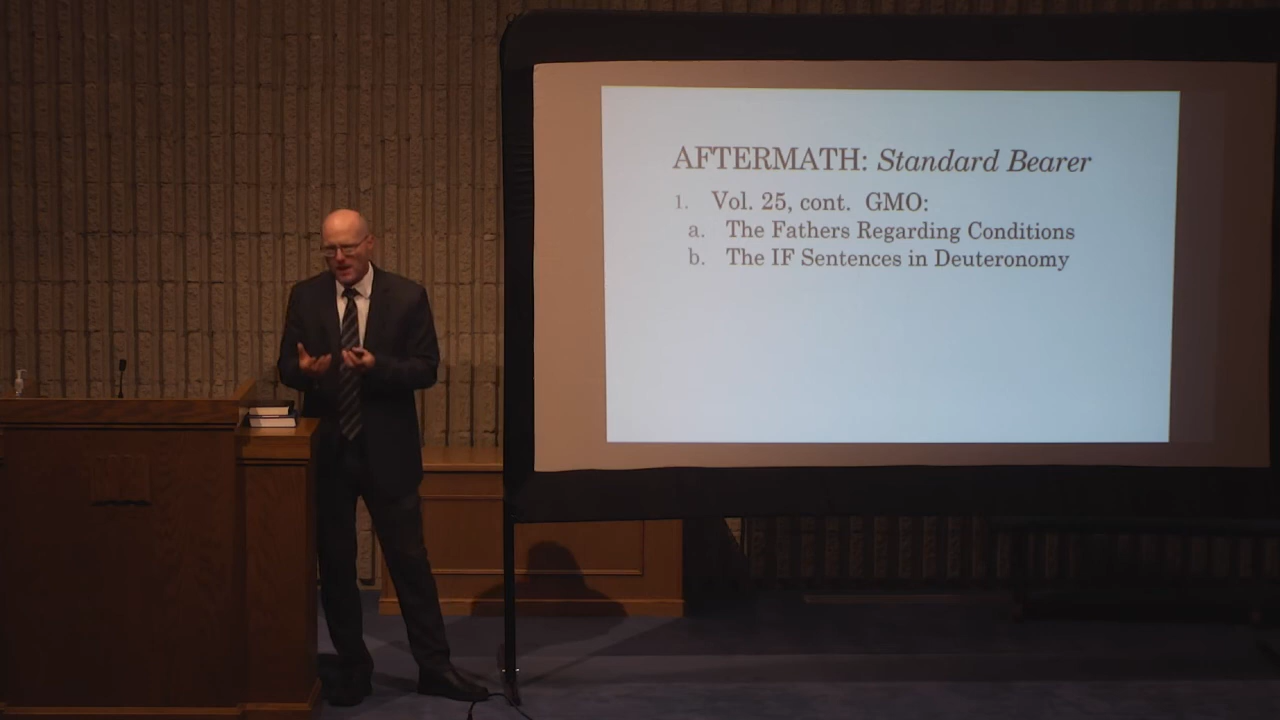 AFTERMATH: Standard Bearer
1. Vol. 25, cont. GMO:
a. The Fathers Regarding Conditions
b. The IF Sentences in Deuteronomy